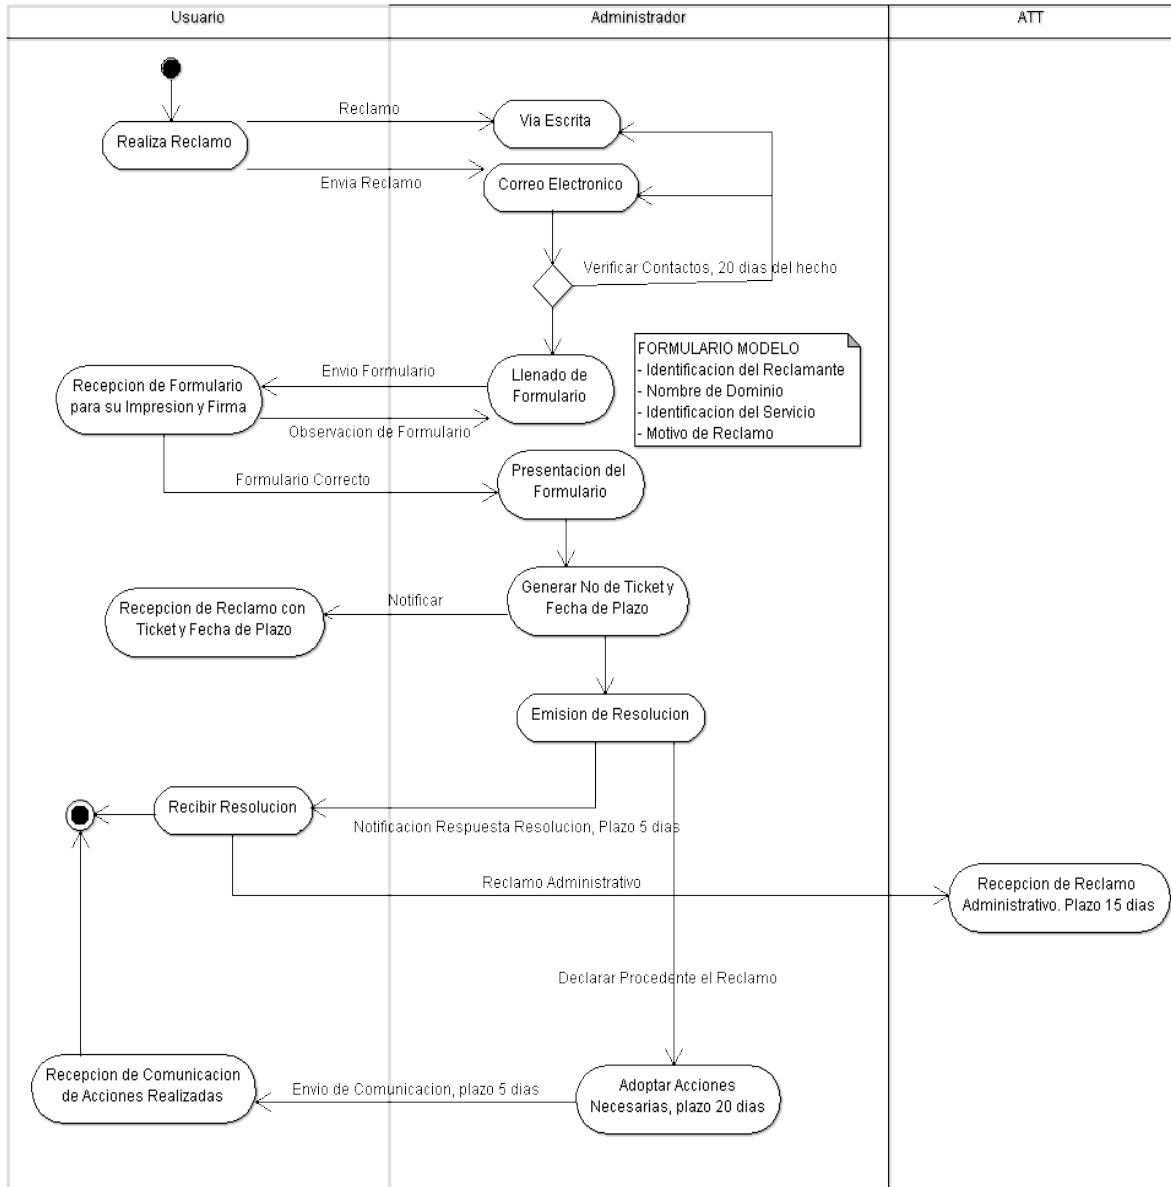 Usuario
Administrador
ATT
Reclamo
Via Escrita
Realiza Reclamo
Envia Reclamo
Correo Electronico
Verificar Contactos, 20 dias del hecho
FORMULARIO MODELO
- Identificacion del Reclamante
- Nombre de Dominio
- Identificacion del Servicio
- Motivo de Reclamo
Envio Formulario
Llenado de
Formulario
Recepcion de Formulario
para su Impresion y Firma
Observacion de Formulario
Formulario Correcto
Presentacion del
Formulario
Generar No de Ticket y
Fecha de Plazo
Notificar
Recepcion de Reclamo con
Ticket y Fecha de Plazo
Emision de Resolucion
Recibir Resolucion
Notificacion Respuesta Resolucion, Plazo 5 dias
Reclamo Administrativo
Recepcion de Reclamo
Administrativo. Plazo 15 dias
Declarar Procedente el Reclamo
Recepcion de Comunicacion
de Acciones Realizadas
Envio de Comunicacion, plazo 5 dias
Adoptar Acciones
Necesarias, plazo 20 dias